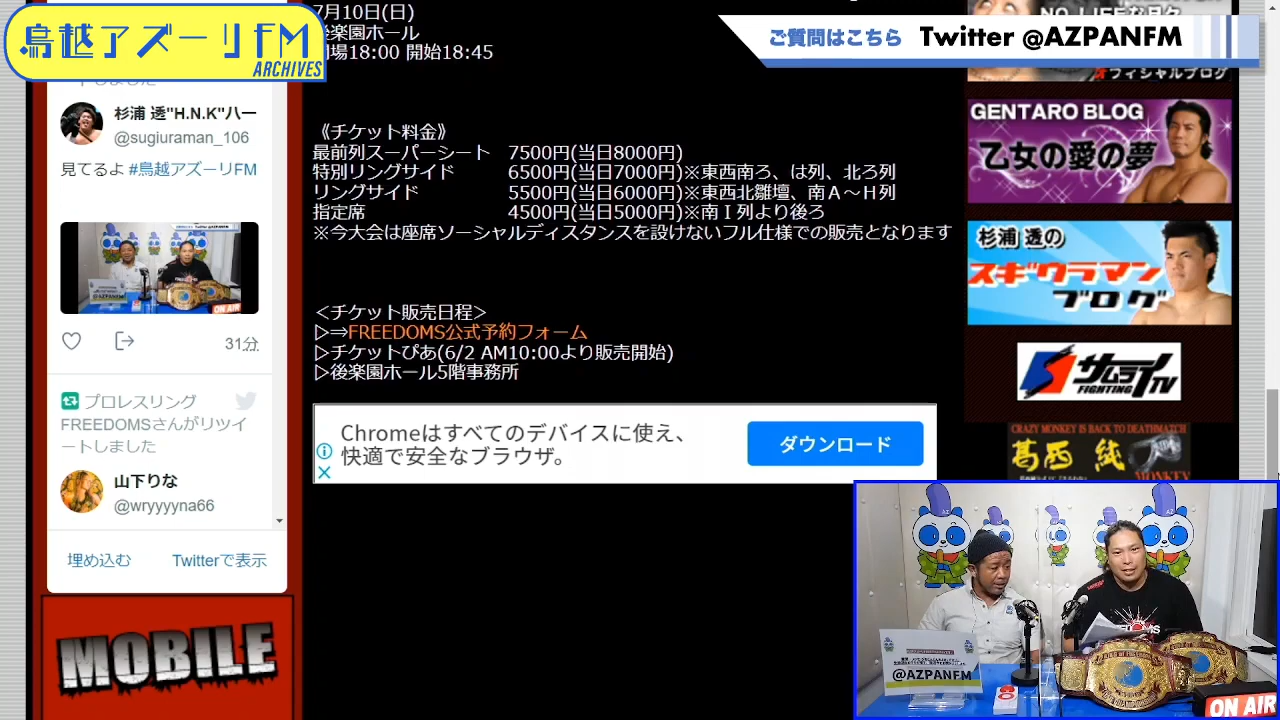 鳥越アズーリFM
ARCHIVES
ご質問はこちら Twitter @AZPANFM
7月10日(日)
後楽園ホール
開場18:00 開始18:45
杉浦 透"H.N.K"ハー
@sugiuraman_106
見てるよ #鳥越アズーリFM
31分
プロレスリング
FREEDOMSさんがリツイ
ートしました
山下りな
@wryyyyna66
埋め込む Twitterで表示
MOBILE
《チケット料金》
最前列スーパーシート 7500円(当日8000円)
特別リングサイド 6500円(当日7000円)※東西南ろ、は列、北ろ列
リングサイド 5500円(当日6000円)※東西北雛壇、南A～H列
指定席 4500円(当日5000円)※南I列より後ろ
※今大会は座席ソーシャルディスタンスを設けないフル仕様での販売となります
＜チケット販売日程＞
▷⇒FREEDOMS公式予約フォーム
▷チケットぴあ(6/2 AM10:00より販売開始)
▷後楽園ホール5階事務所
Chromeはすべてのデバイスに使え、
快適で安全なブラウザ。
ダウンロード
オフィシャルブログ
GENTARO BLOG
乙女の愛の夢
杉浦 透の
スギウラマン
ブログ
サムライ
FIGHTING TV
CRAZY MONKEY IS BACK TO DEATHMATCH
葛西 純
MONKEY
@AZPANFM
ON AIR